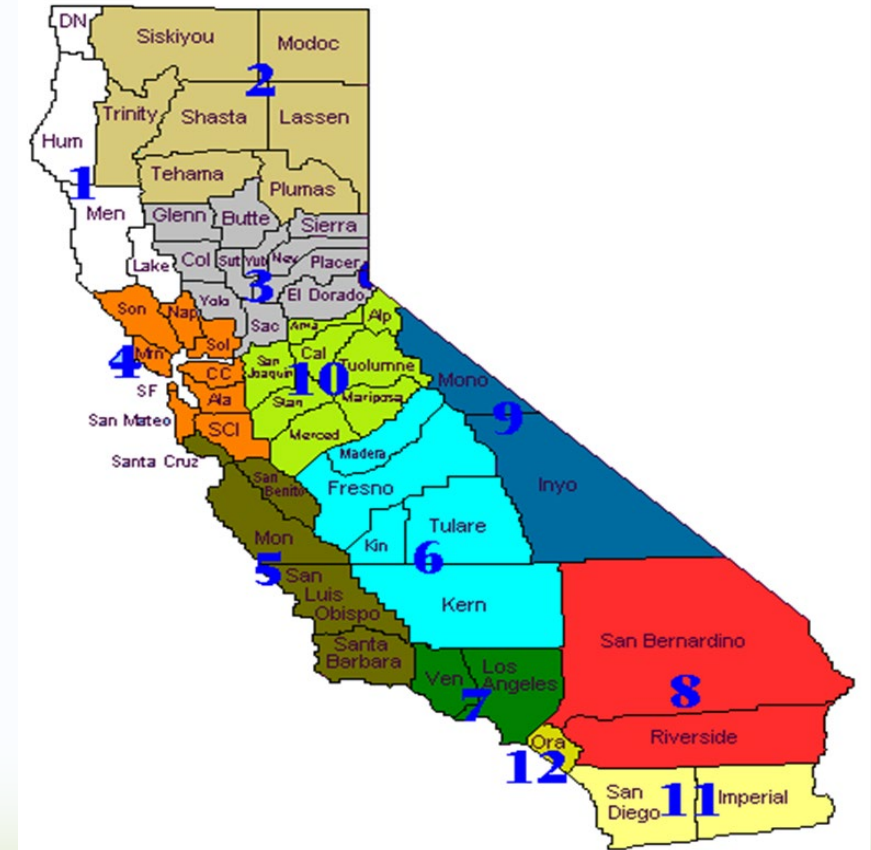 DN
Siskiyou
Modoc
2
Trinity
Shasta
Lassen
Hum
Tehama
Plumas
1
Men
Glenn
Butte
Sierra
Lake
Col
Sut
Yub
Nev
Placer
3
Yolo
El Dorado
Son
Nap
Sac
Ama
Alp
Sol
Mrn
4
San
Joaquin
Cal
Tuolumne
10
CC
SF
Ala
Stan
Mariposa
Mono
9
San Mateo
SCl
Merced
Santa Cruz
Madera
San
Benito
Fresno
Inyo
Mon
Kin
Tulare
6
5
San
Luis
Obispo
Kern
San Bernardino
Santa
Barbara
Ven
Los
Angeles
7
8
Ora
12
Riverside
San
Diego
11
Imperial